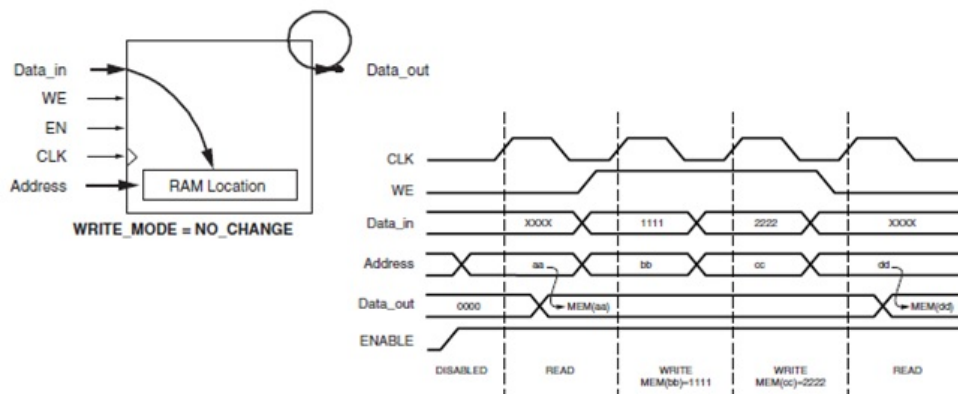 Data_in
Data_out
WE
EN
CLK
Address
RAM Location
WRITE_MODE = NO_CHANGE
CLK
WE
Data_in XXXX 1111 2222 XXXX
Address aa bb cc dd
Data_out 0000 MEM(aa) MEM(dd)
ENABLE
DISABLED READ WRITE WRITE READ
MEM(bb)=1111 MEM(cc)=2222